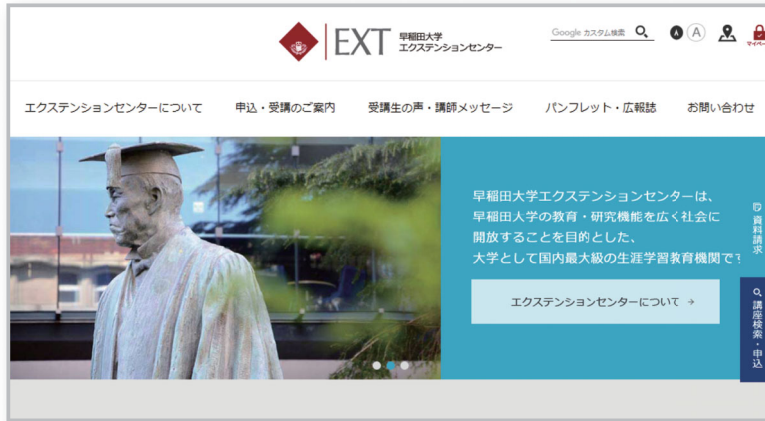 EXT
早稲田大学
エクステンションセンター
Google カスタム検索
A
A
エクステンションセンターについて
申込・受講のご案内
受講生の声・講師メッセージ
パンフレット・広報誌
お問い合わせ
早稲田大学エクステンションセンターは、
早稲田大学の教育・研究機能を広く社会に
開放することを目的とした、
大学として国内最大級の生涯学習教育機関です
エクステンションセンターについて →
資料請求
講座検索・申込